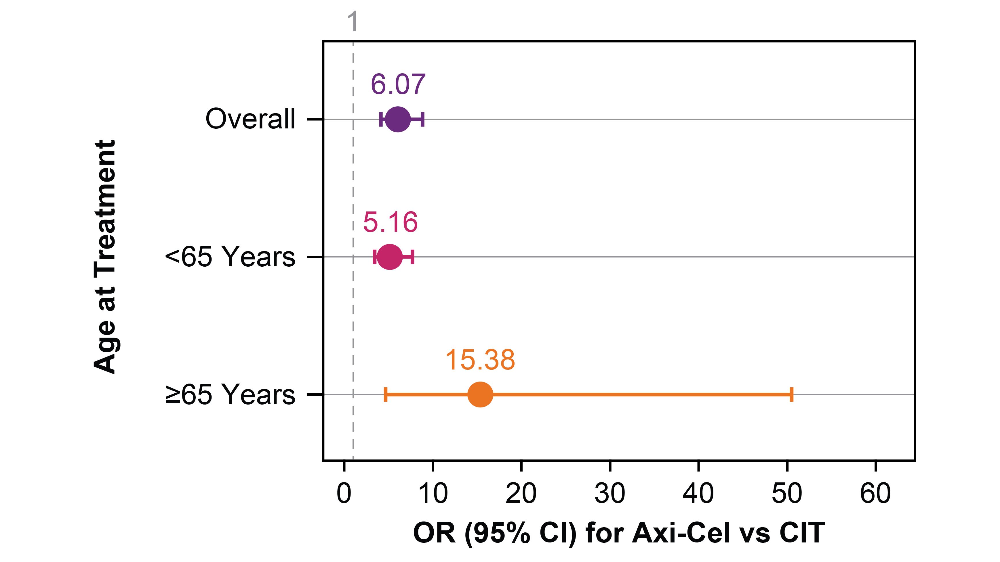 1
6.07
Overall
5.16
<65 Years
Age at Treatment
15.38
≥65 Years
0 10 20 30 40 50 60
OR (95% CI) for Axi-Cel vs CIT